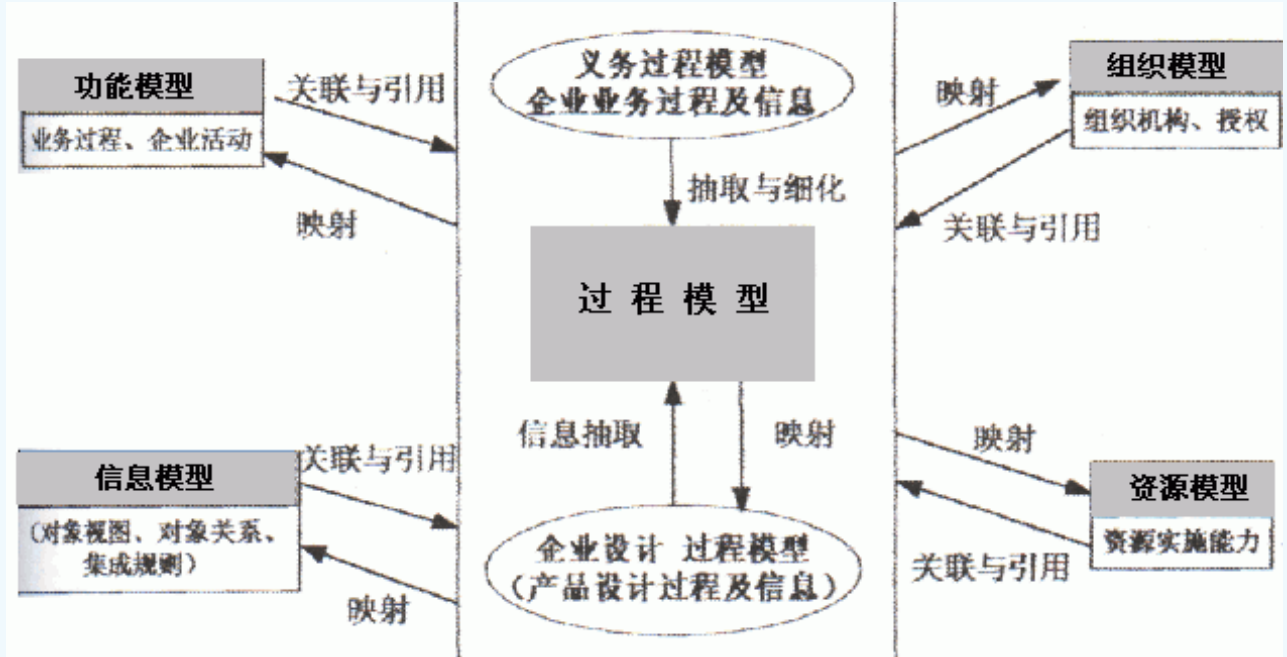 功能模型
业务过程、企业活动
关联与引用
映射
义务过程模型
企业业务过程及信息
抽取与细化
映射
组织模型
组织机构、授权
关联与引用
过 程 模 型
信息抽取
映射
信息模型
(对象视图、对象关系、
集成规则)
关联与引用
映射
企业设计 过程模型
(产品设计过程及信息)
映射
资源模型
资源实施能力
关联与引用